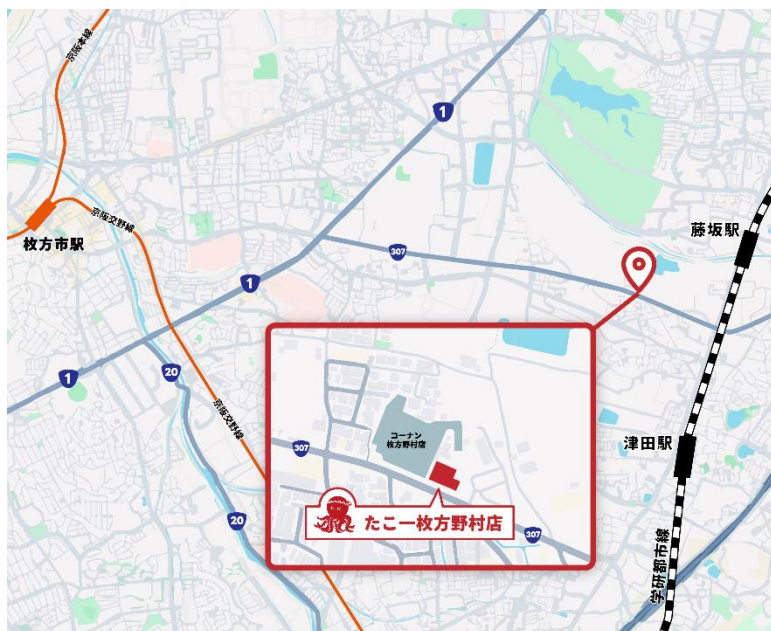 京阪本線
1
藤坂駅
京阪交野線
枚方市駅
307
1
20
1
コーナン
枚方野村店
京阪交野線
307
津田駅
たこ一枚方野村店
20
307
学研都市線